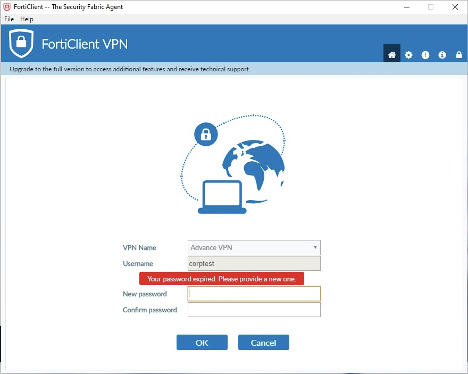 FortiClient -- The Security Fabric Agent
File Help
FortiClient VPN
Upgrade to the full version to access additional features and receive technical support
VPN Name Advance VPN
Username corptest
Your password expired. Please provide a new one.
New password
Confirm password
OK Cancel